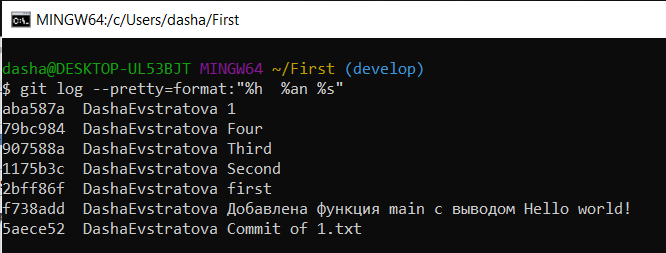 MINGW64:/c/Users/dasha/First
dasha@DESKTOP-UL53BJT MINGW64 ~/First (develop)
$ git log --pretty=format:"%h  %an %s"
aba587a  DashaEvstratova 1
79bc984  DashaEvstratova Four
907588a  DashaEvstratova Third
1175b3c  DashaEvstratova Second
2bff86f  DashaEvstratova first
f738add  DashaEvstratova Добавлена функция main с выводом Hello world!
5aece52  DashaEvstratova Commit of 1.txt